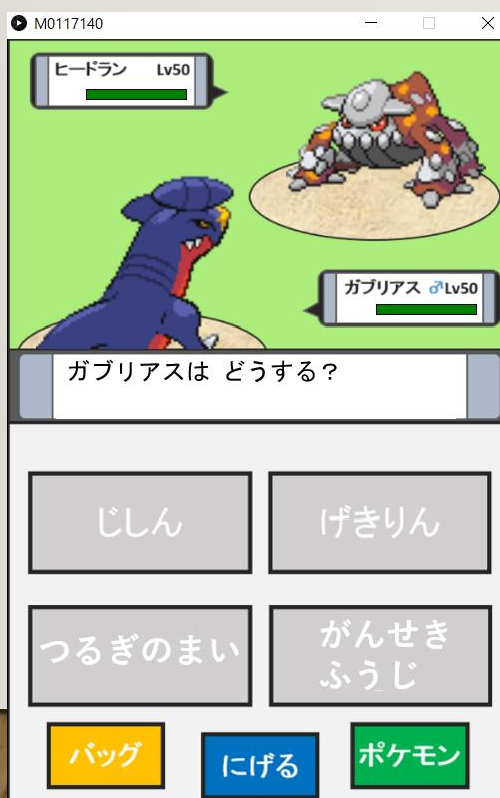 M0117140
ヒードラン Lv50
ガブリアス ♂Lv50
ガブリアスは どうする？
じしん
げきりん
つるぎのまい
がんせき
ふうじ
バッグ
にげる
ポケモン